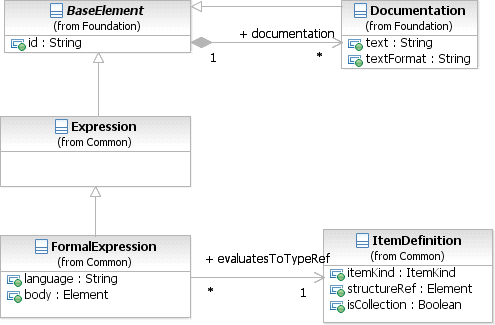 BaseElement
(from Foundation)
id : String
Documentation
(from Foundation)
text : String
textFormat : String
+ documentation
1
*
Expression
(from Common)
FormalExpression
(from Common)
language : String
body : Element
+ evaluatesToTypeRef
*
1
ItemDefinition
(from Common)
itemKind : ItemKind
structureRef : Element
isCollection : Boolean